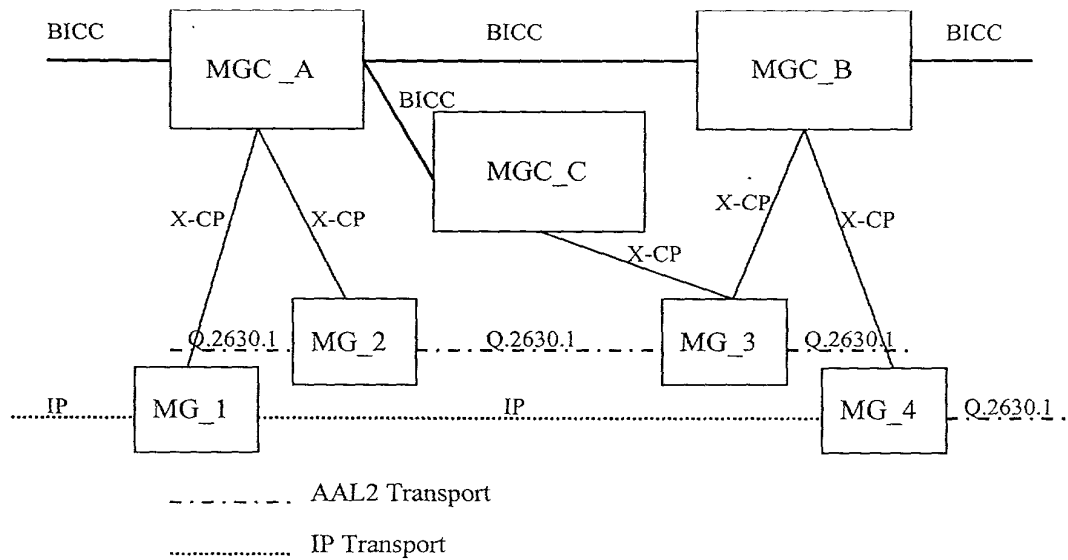 BICC
BICC
BICC
MGC_A
MGC_B
BICC
MGC_C
X-CP
X-CP
X-CP
X-CP
X-CP
Q.2630.1
MG_2
Q.2630.1
MG_3
Q.2630.1
IP
MG_1
IP
MG_4
Q.2630.1
AAL2 Transport
IP Transport